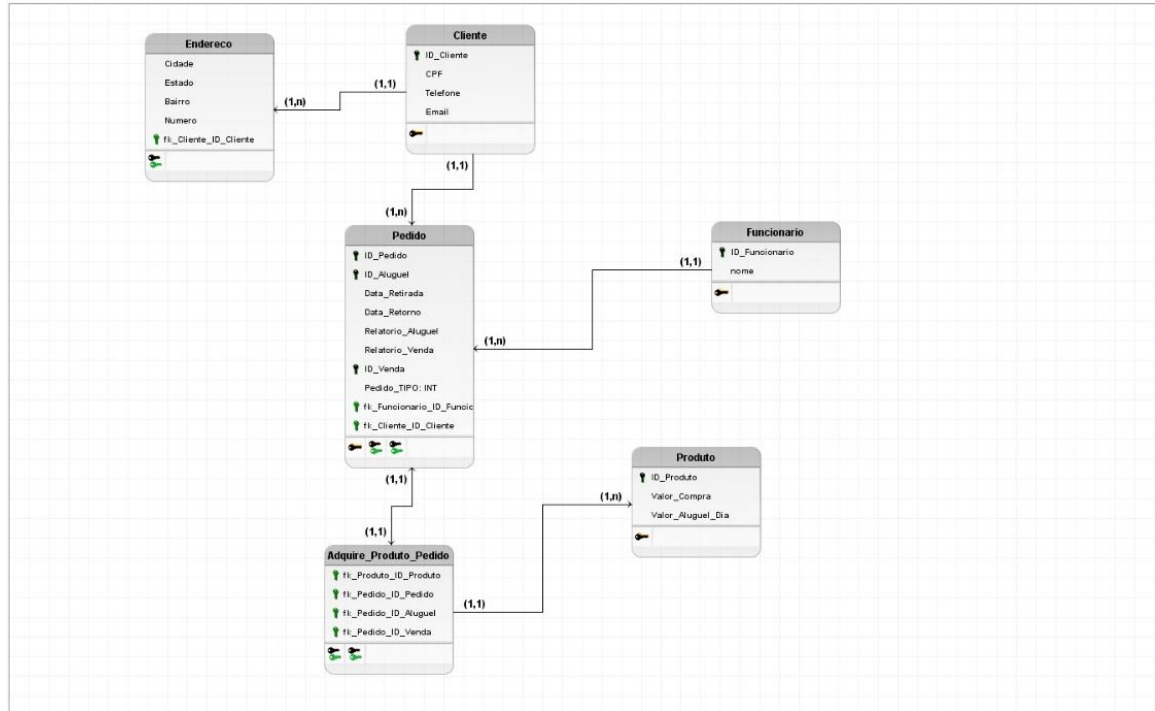 Endereco
Cidade
Estado
Bairro
Numero
fk_Cliente_ID_Cliente
(1,n)
(1,1)
Cliente
ID_Cliente
CPF
Telefone
Email
(1,1)
(1,n)
Pedido
ID_Pedido
ID_Aluguel
Data_Retirada
Data_Retorno
Relatorio_Aluguel
Relatorio_Venda
ID_Venda
Pedido_TIPO: INT
fk_Funcionario_ID_Funcic
fk_Cliente_ID_Cliente
(1,n)
(1,1)
Funcionario
ID_Funcionario
nome
(1,1)
(1,1)
Adquire_Produto_Pedido
fk_Produto_ID_Produto
fk_Pedido_ID_Pedido
fk_Pedido_ID_Aluguel
fk_Pedido_ID_Venda
(1,1)
(1,n)
Produto
ID_Produto
Valor_Compra
Valor_Aluguel_Dia